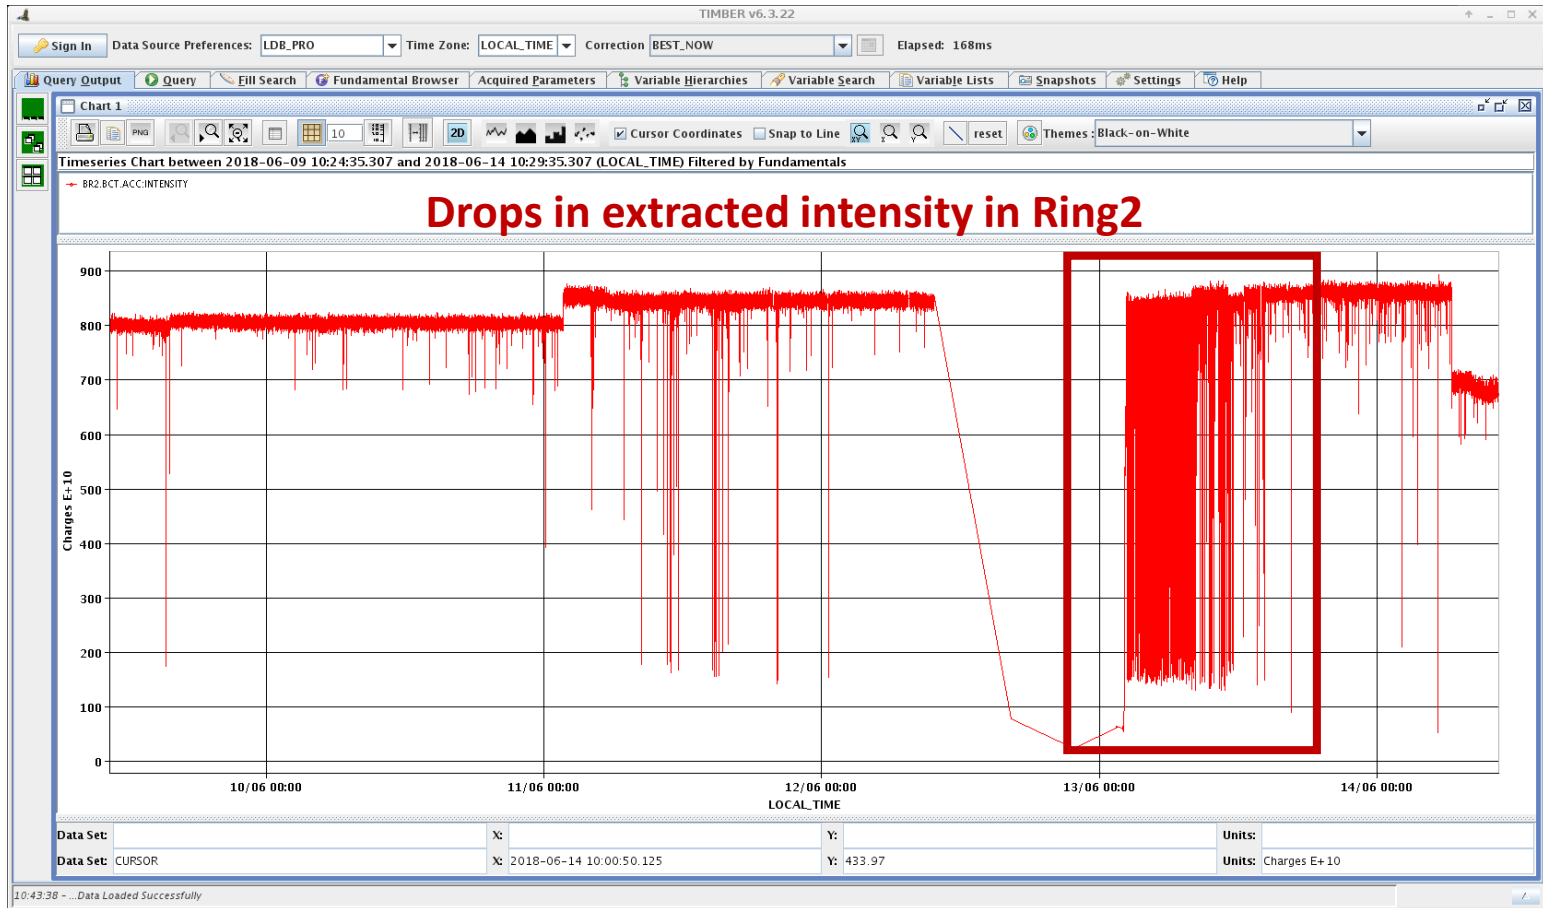 TIMBER v6.3.22
Sign In Data Source Preferences: LDB_PRO Time Zone: LOCAL_TIME Correction BEST_NOW Elapsed: 168ms
Query Output Query Fill Search Fundamental Browser Acquired Parameters Variable Hierarchies Variable Search Variable Lists Snapshots Settings Help
Chart 1
PNG 10 2D Cursor Coordinates Snap to Line reset Themes: Black-on-White
Timeseries Chart between 2018-06-09 10:24:35.307 and 2018-06-14 10:29:35.307 (LOCAL_TIME) Filtered by Fundamentals
BR2.BCT.ACC:INTENSITY
Drops in extracted intensity in Ring2
900
800
700
600
500
400
300
200
100
0
Charges E+10
10/06 00:00 11/06 00:00 12/06 00:00 13/06 00:00 14/06 00:00
LOCAL_TIME
Data Set: X: Y: Units:
Data Set: CURSOR X: 2018-06-14 10:00:50.125 Y: 433.97 Units: Charges E+10
10:43:38 - ...Data Loaded Successfully